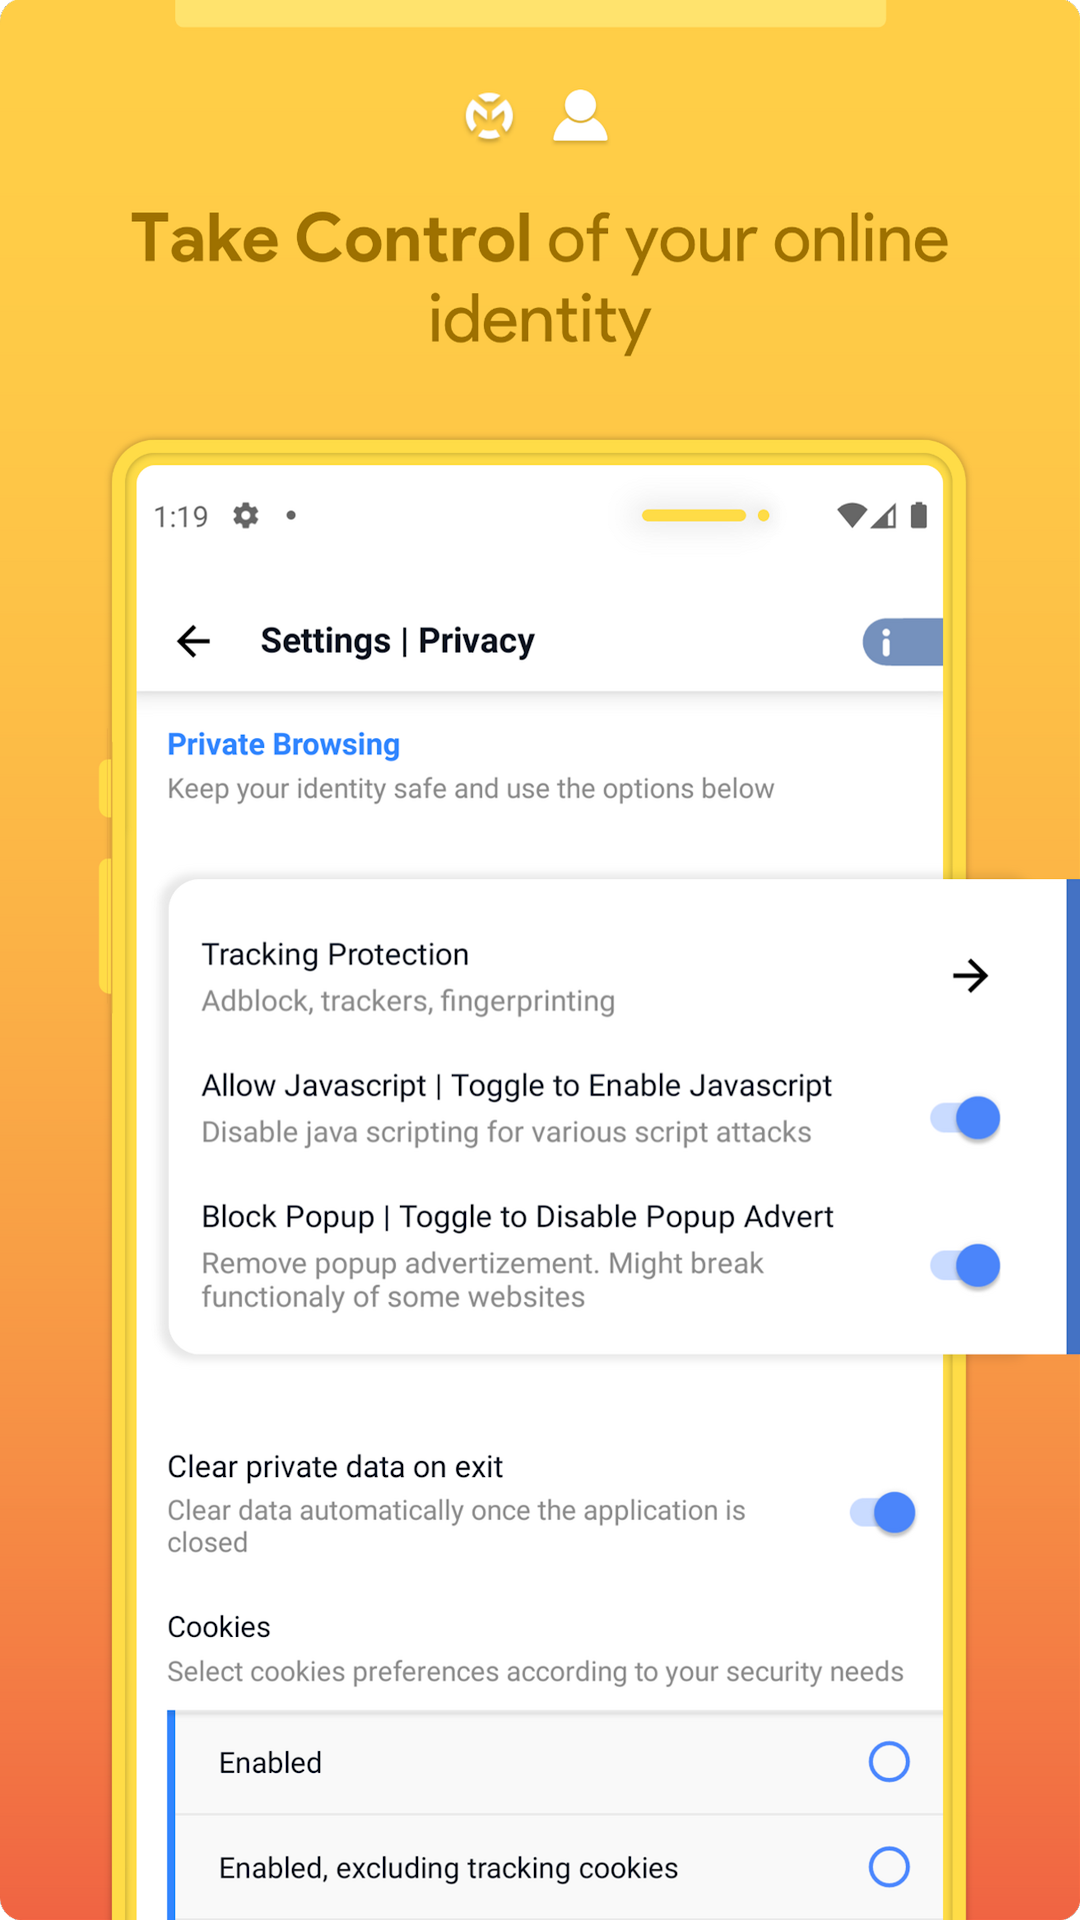 Take Control of your online
identity
1:19
Settings | Privacy
Private Browsing
Keep your identity safe and use the options below
Tracking Protection
Adblock, trackers, fingerprinting
Allow Javascript | Toggle to Enable Javascript
Disable java scripting for various script attacks
Block Popup | Toggle to Disable Popup Advert
Remove popup advertizement. Might break
functionaly of some websites
Clear private data on exit
Clear data automatically once the application is
closed
Cookies
Select cookies preferences according to your security needs
Enabled
Enabled, excluding tracking cookies